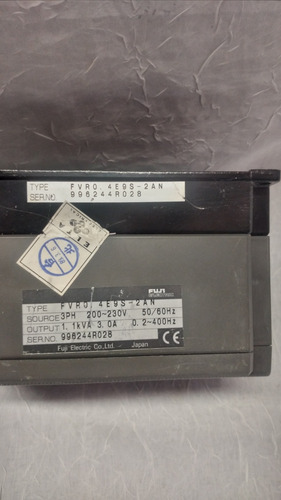 TYPE FVR0.4E9S-2AN
SER.NO. 996244R028
FUJI
TYPE FVR0.4E9S-2AN
SOURCE 3PH 200~230V 50/60Hz
OUTPUT 1.1kVA 3.0A 0.2~400Hz
SER.NO. 996244R028
Fuji Electric Co.,Ltd. Japan